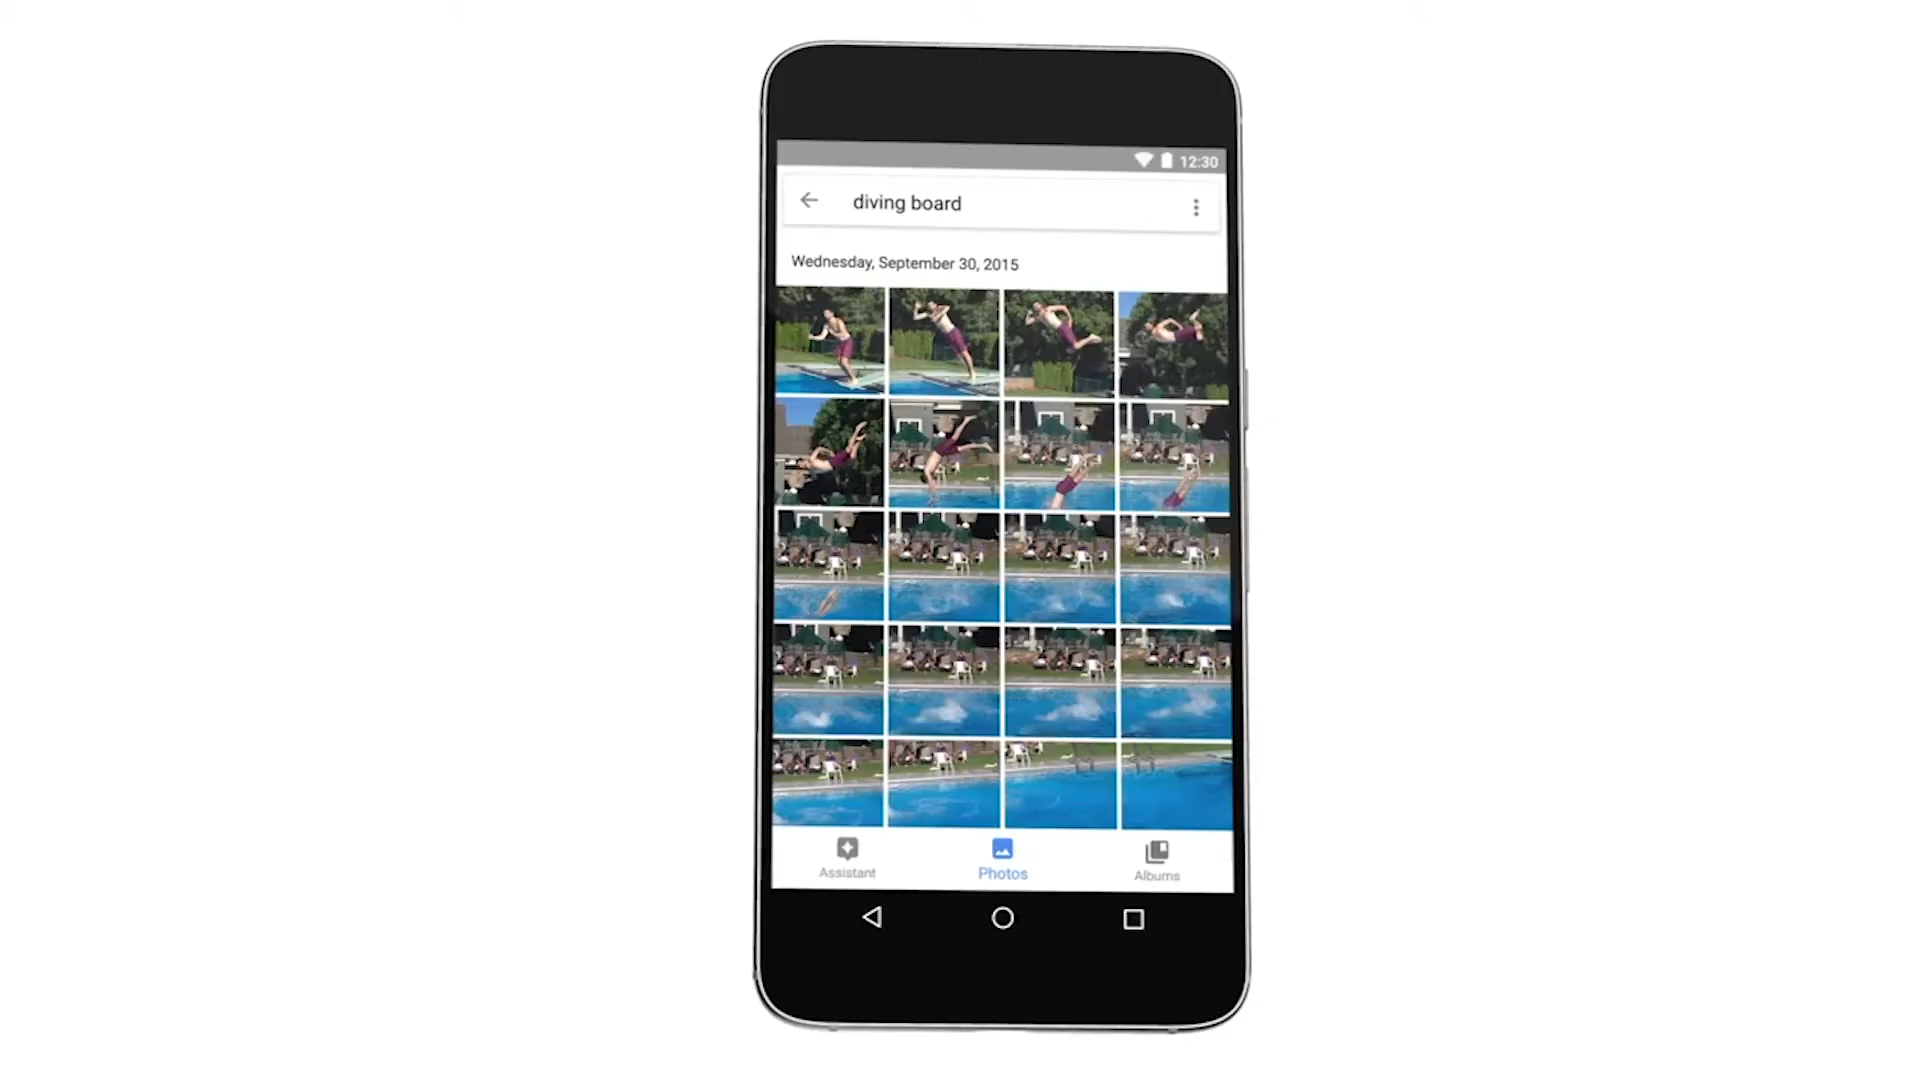 12:30
diving board
Wednesday, September 30, 2015
Assistant
Photos
Albums